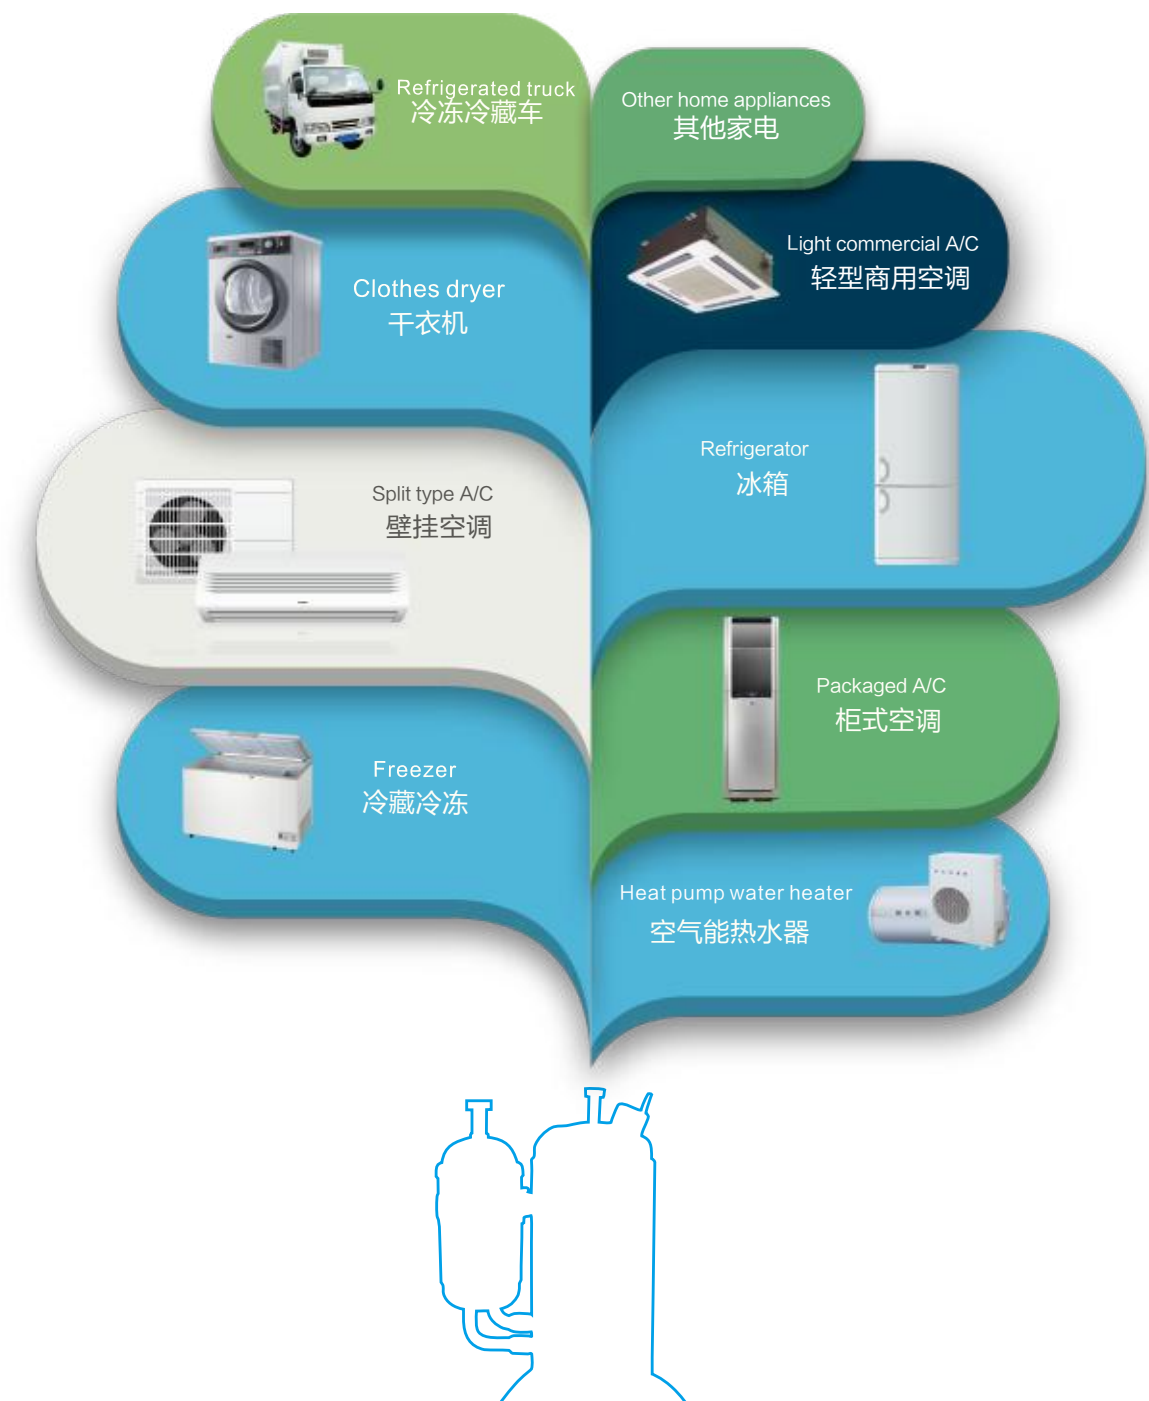 Refrigerated truck
冷冻冷藏车
Other home appliances
其他家电
Light commercial A/C
轻型商用空调
Clothes dryer
干衣机
Refrigerator
冰箱
Split type A/C
壁挂空调
Packaged A/C
柜式空调
Freezer
冷藏冷冻
Heat pump water heater
空气能热水器